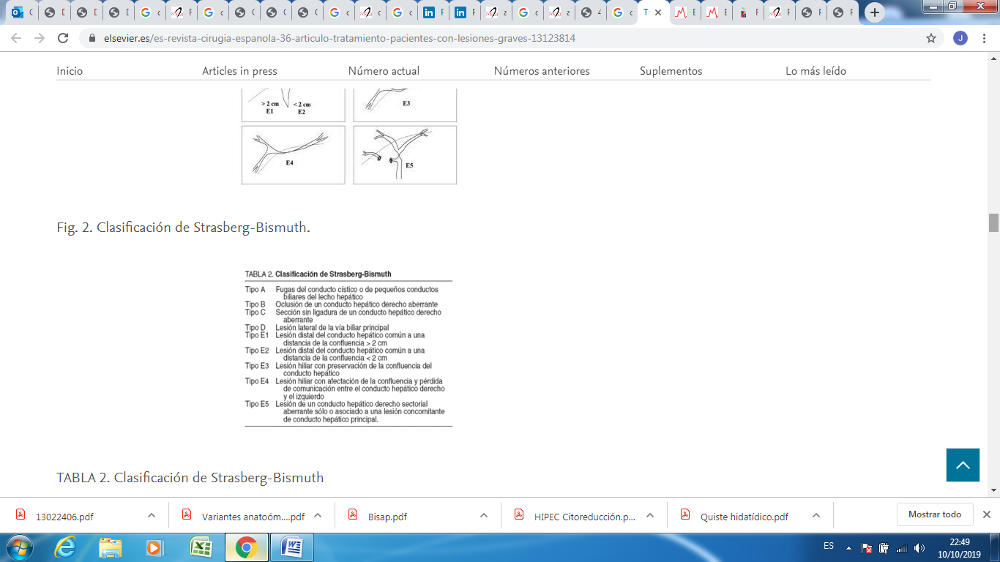 elsevier.es/es-revista-cirugia-espanola-36-articulo-tratamiento-pacientes-con-lesiones-graves-13123814
J
Inicio
Articles in press
Número actual
Números anteriores
Suplementos
Lo más leído
> 2 cm
E1
< 2 cm
E2
E3
E4
E5
Fig. 2. Clasificación de Strasberg-Bismuth.
TABLA 2. Clasificación de Strasberg-Bismuth
Tipo A Fugas del conducto cístico o de pequeños conductos
biliares del lecho hepático
Tipo B Oclusión de un conducto hepático derecho aberrante
Tipo C Sección sin ligadura de un conducto hepático derecho
aberrante
Tipo D Lesión lateral de la vía biliar principal
Tipo E1 Lesión distal del conducto hepático común a una
distancia de la confluencia > 2 cm
Tipo E2 Lesión distal del conducto hepático común a una
distancia de la confluencia < 2 cm
Tipo E3 Lesión hiliar con preservación de la confluencia del
conducto hepático
Tipo E4 Lesión hiliar con afectación de la confluencia y pérdida
de comunicación entre el conducto hepático derecho
y el izquierdo
Tipo E5 Lesión de un conducto hepático derecho sectorial
aberrante sólo o asociado a una lesión concomitante
de conducto hepático principal.
TABLA 2. Clasificación de Strasberg-Bismuth
13022406.pdf
Variantes anatoóm....pdf
Bisap.pdf
HIPEC Citoreducción.p...
Quiste hidatídico.pdf
Mostrar todo
ES
22:49
10/10/2019